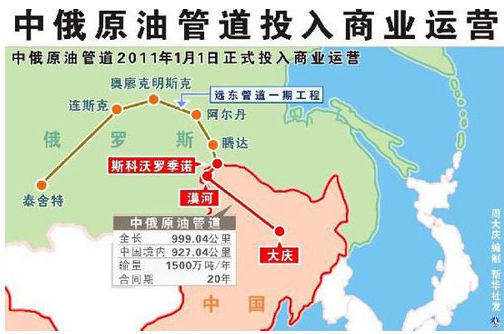 中俄原油管道投入商业运营
中俄原油管道2011年1月1日正式投入商业运营
奥廖克明斯克
远东管道一期工程
连斯克
阿尔丹
俄罗斯
腾达
斯科沃罗季诺
泰舍特
漠河
中俄原油管道
全长 999.04公里
中国境内 927.04公里
输量 1500万吨/年
合同期 20年
大庆
中国
周大庆 编制 新华社发